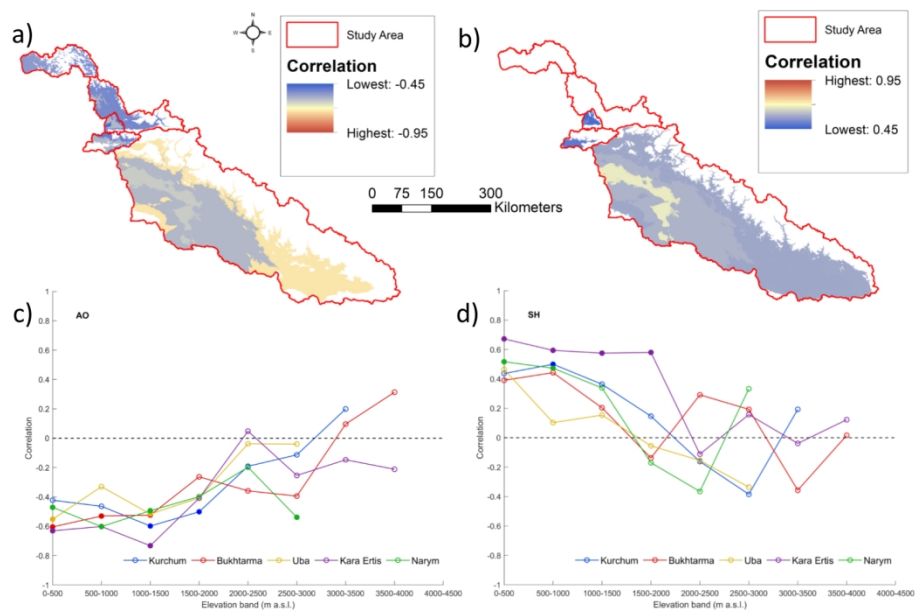 a)
N
W E
S
Study Area
Correlation
Lowest: -0.45
Highest: -0.95
b)
Study Area
Correlation
Highest: 0.95
Lowest: 0.45
0 75 150 300
Kilometers
c)
AO
1
0.8
0.6
0.4
0.2
0
-0.2
-0.4
-0.6
-0.8
-1
Correlation
Kurchum Bukhtarma Uba Kara Ertis Narym
0-500 500-1000 1000-1500 1500-2000 2000-2500 2500-3000 3000-3500 3500-4000 4000-4500
Elevation band (m a.s.l.)
d)
SH
1
0.8
0.6
0.4
0.2
0
-0.2
-0.4
-0.6
-0.8
-1
Correlation
Kurchum Bukhtarma Uba Kara Ertis Narym
0-500 500-1000 1000-1500 1500-2000 2000-2500 2500-3000 3000-3500 3500-4000 4000-4500
Elevation band (m a.s.l.)